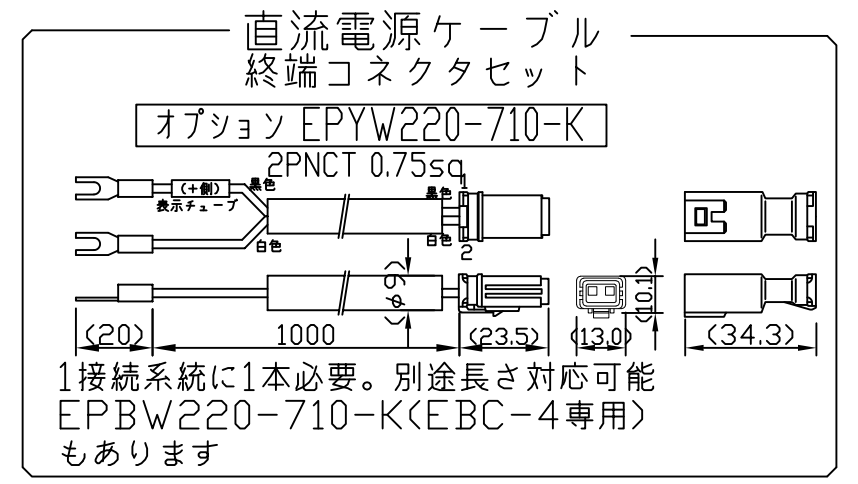 直流電源ケーブル
終端コネクタセット
オプション EPYW220-710-K
2PNCT 0.75sq
(+側)
黒色
黒色
1
表示チューブ
白色
白色
2
(φ9)
(10.1)
(20)
1000
(23.5)
(13.0)
(34.3)
1接続系統に1本必要。別途長さ対応可能
EPBW220-710-K(EBC-4専用)
もあります